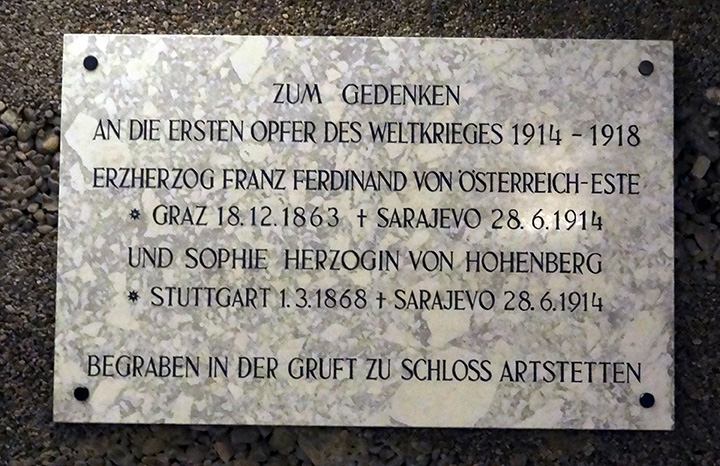 ZUM GEDENKEN
AN DIE ERSTEN OPFER DES WELTKRIEGES 1914 - 1918
ERZHERZOG FRANZ FERDINAND VON ÖSTERREICH-ESTE
* GRAZ 18.12.1863 † SARAJEVO 28.6.1914
UND SOPHIE HERZOGIN VON HOHENBERG
* STUTTGART 1.3.1868 † SARAJEVO 28.6.1914
BEGRABEN IN DER GRUFT ZU SCHLOSS ARTSTETTEN